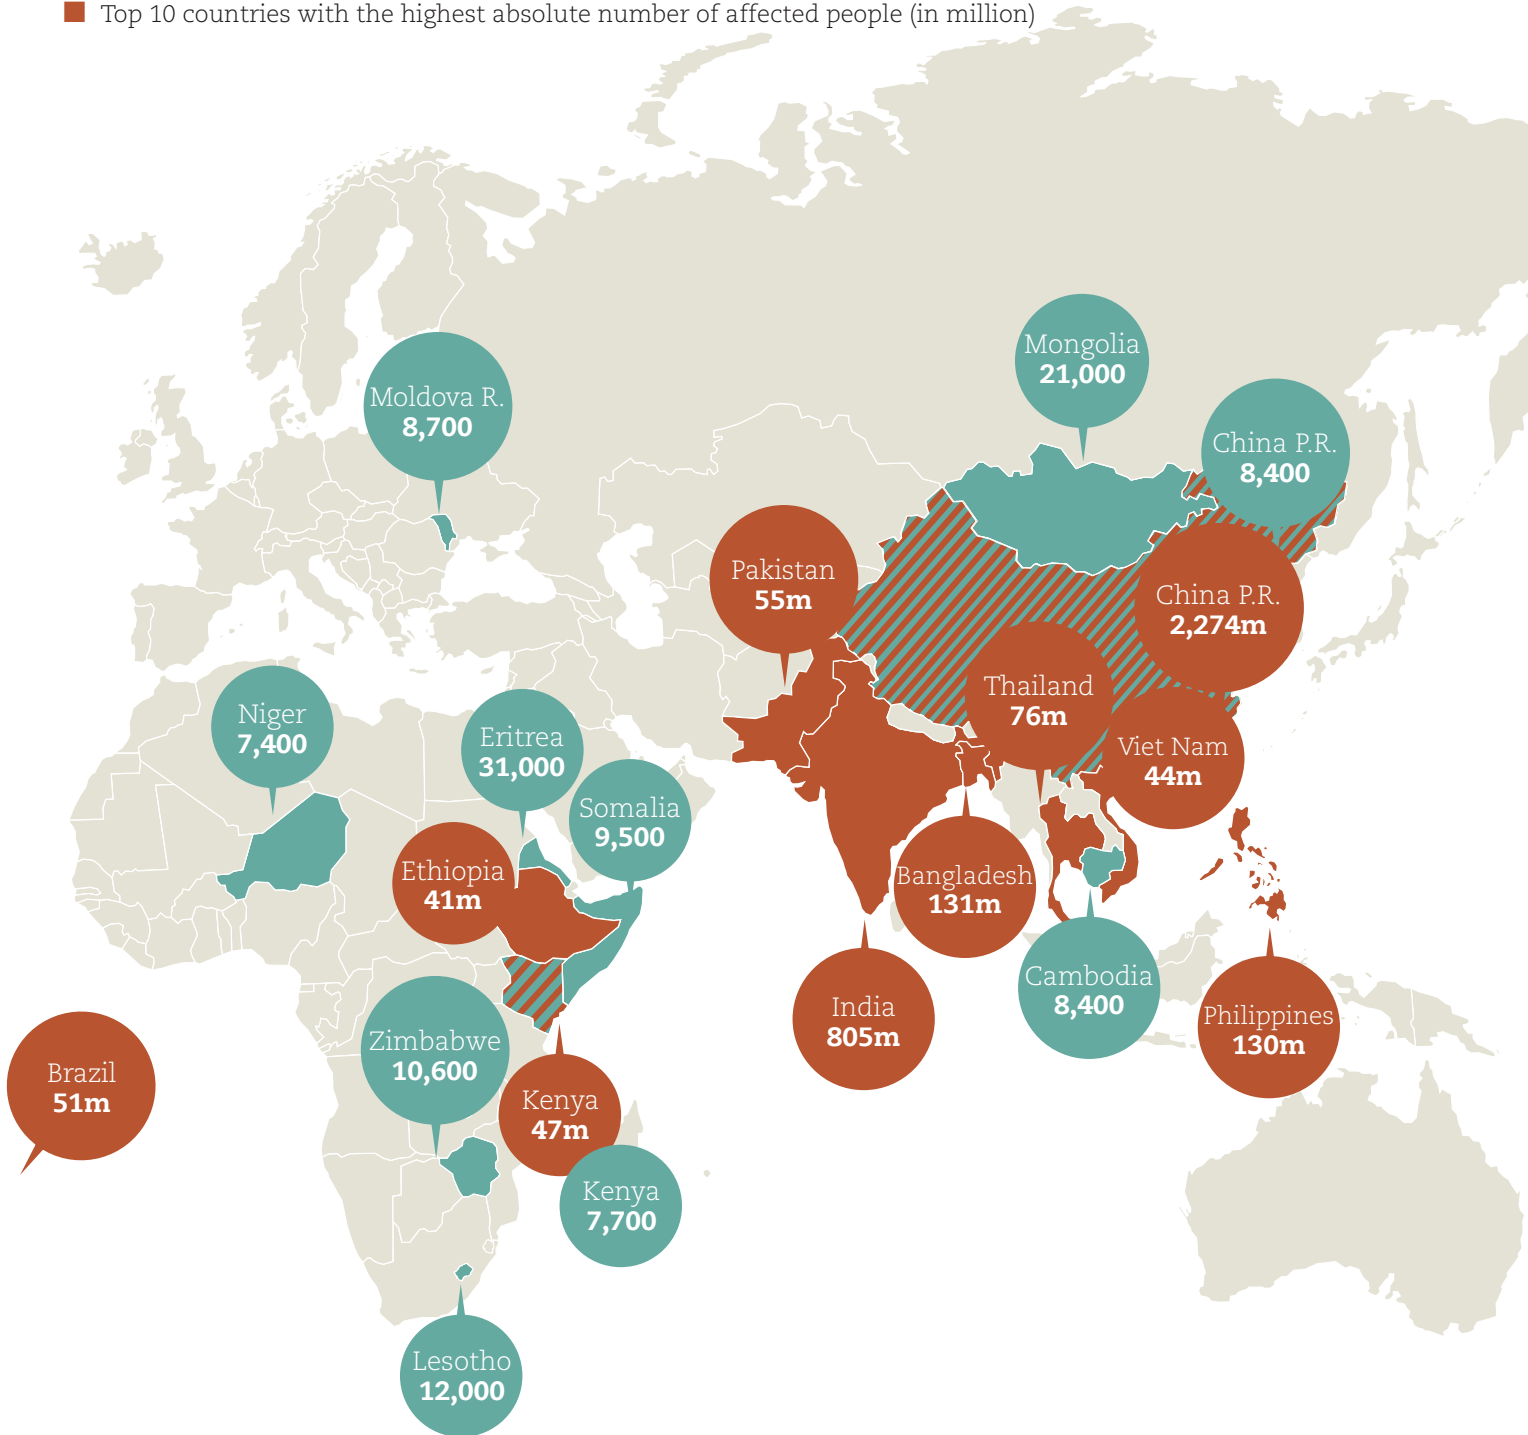 Top 10 countries with the highest absolute number of affected people (in million)
Mongolia
21,000
Moldova R.
8,700
China P.R.
8,400
Pakistan
55m
China P.R.
2,274m
Thailand
76m
Niger
7,400
Eritrea
31,000
Viet Nam
44m
Somalia
9,500
Ethiopia
41m
Bangladesh
131m
Cambodia
8,400
India
805m
Philippines
130m
Zimbabwe
10,600
Brazil
51m
Kenya
47m
Kenya
7,700
Lesotho
12,000